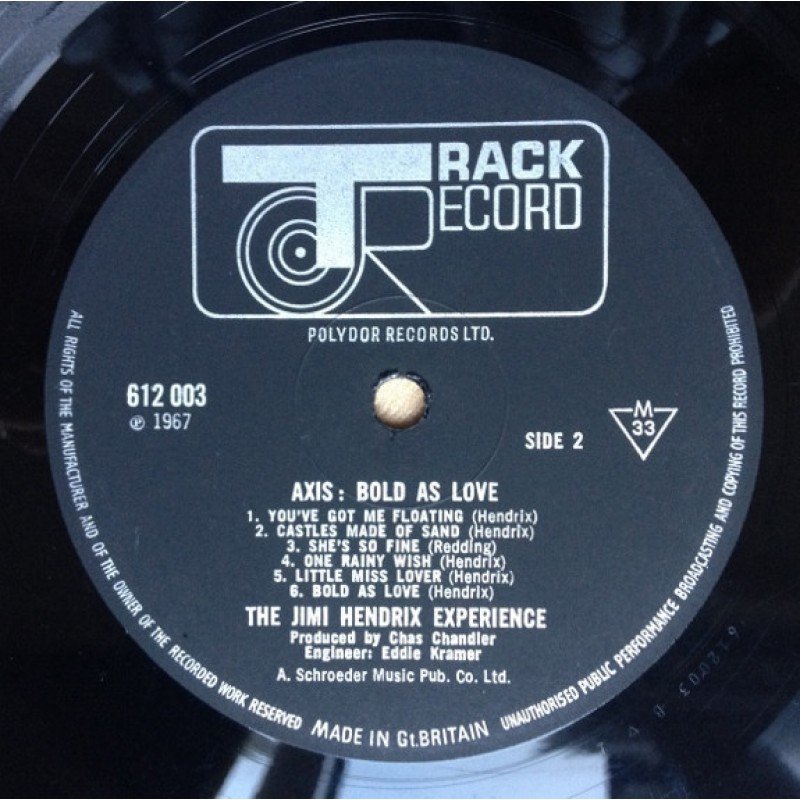 TRACK
RECORD
POLYDOR RECORDS LTD.
612 003
℗ 1967
SIDE 2
M
33
AXIS: BOLD AS LOVE
1. YOU'VE GOT ME FLOATING (Hendrix)
2. CASTLES MADE OF SAND (Hendrix)
3. SHE'S SO FINE (Redding)
4. ONE RAINY WISH (Hendrix)
5. LITTLE MISS LOVER (Hendrix)
6. BOLD AS LOVE (Hendrix)
THE JIMI HENDRIX EXPERIENCE
Produced by Chas Chandler
Engineer: Eddie Kramer
A. Schroeder Music Pub. Co. Ltd.
ALL RIGHTS OF THE MANUFACTURER AND OF THE OWNER OF THE RECORDED WORK RESERVED
MADE IN Gt.BRITAIN
UNAUTHORISED PUBLIC PERFORMANCE BROADCASTING AND COPYING OF THIS RECORD PROHIBITED
612003